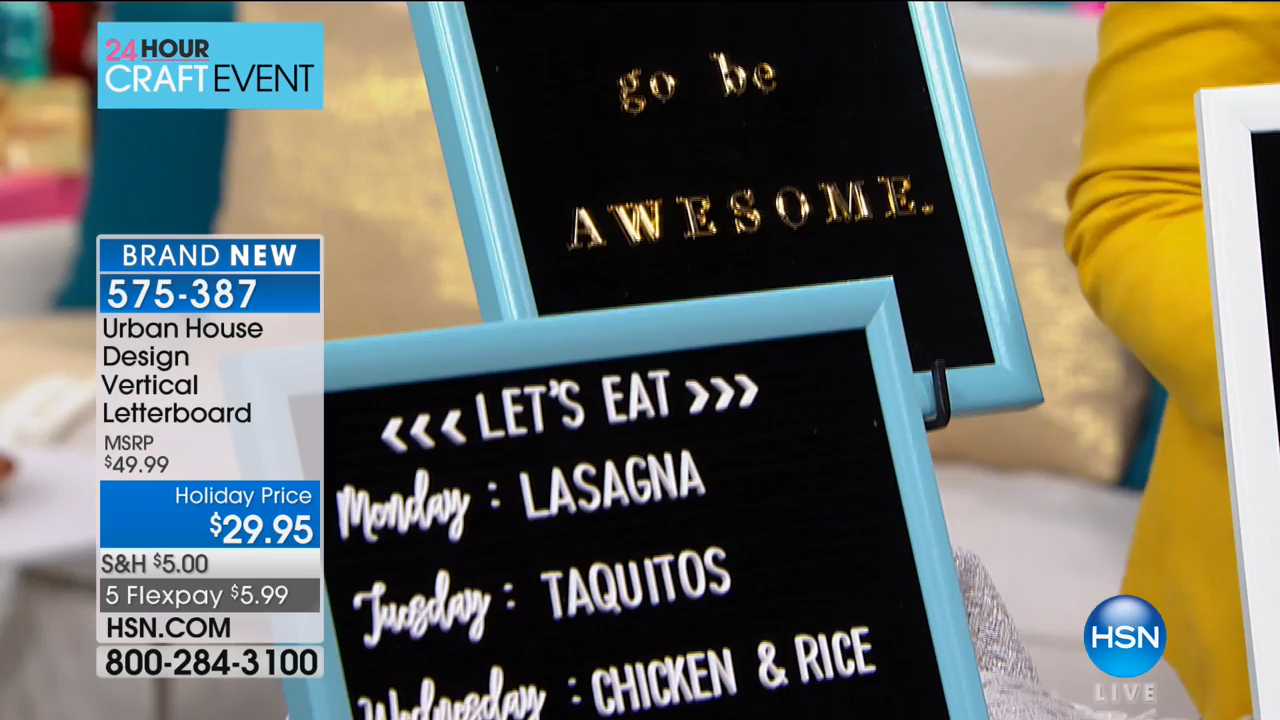 24 HOUR
CRAFT EVENT
go be
AWESOME.
BRAND NEW
575-387
Urban House
Design
Vertical
Letterboard
MSRP
$49.99
Holiday Price
$29.95
S&H $5.00
5 Flexpay $5.99
HSN.COM
800-284-3100
<<< LET'S EAT >>>
Monday : LASAGNA
Tuesday : TAQUITOS
Wednesday : CHICKEN & RICE
HSN
LIVE